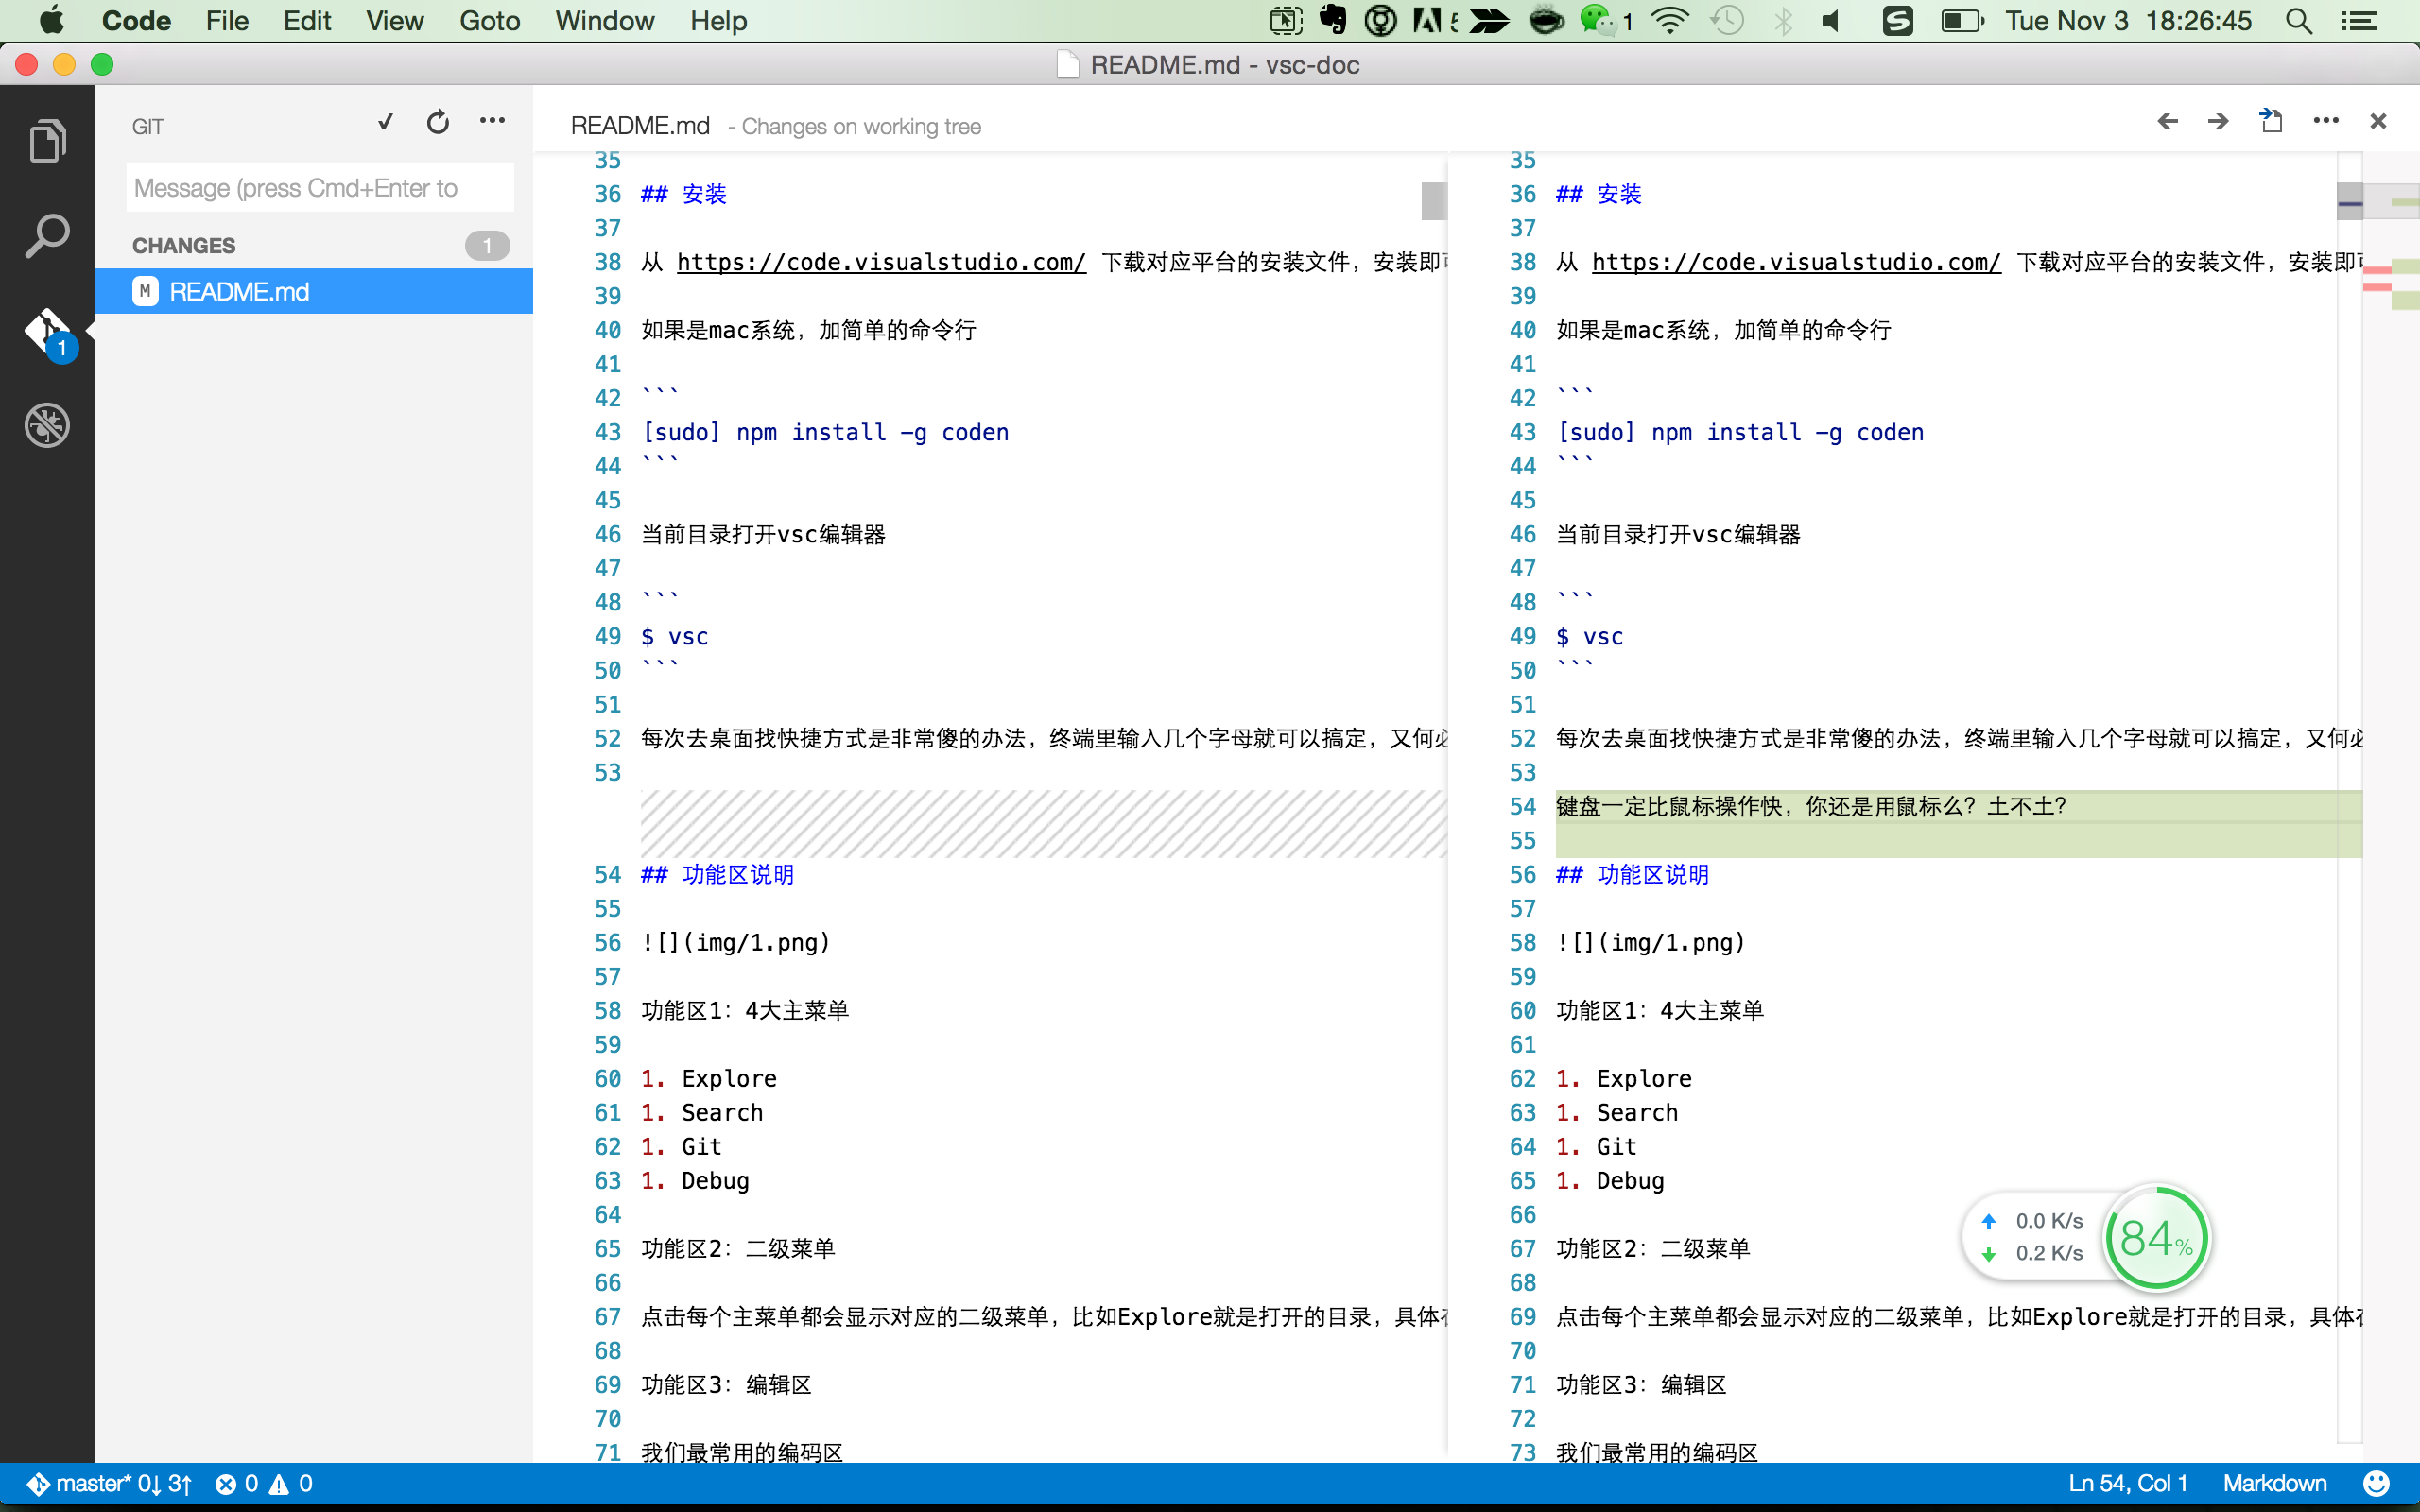 Code File Edit View Goto Window Help
5
1
Tue Nov 3 18:26:45
README.md - vsc-doc
GIT
Message (press Cmd+Enter to
CHANGES 1
M README.md
1
README.md - Changes on working tree
35
36 ## 安装
37
38 从 https://code.visualstudio.com/ 下载对应平台的安装文件，安装即
39
40 如果是mac系统，加简单的命令行
41
42 ```
43 [sudo] npm install -g coden
44 ```
45
46 当前目录打开vsc编辑器
47
48 ```
49 $ vsc
50 ```
51
52 每次去桌面找快捷方式是非常傻的办法，终端里输入几个字母就可以搞定，又何必
53
54 ## 功能区说明
55
56 ![](img/1.png)
57
58 功能区1：4大主菜单
59
60 1. Explore
61 1. Search
62 1. Git
63 1. Debug
64
65 功能区2：二级菜单
66
67 点击每个主菜单都会显示对应的二级菜单，比如Explore就是打开的目录，具体
68
69 功能区3：编辑区
70
71 我们最常用的编码区
35
36 ## 安装
37
38 从 https://code.visualstudio.com/ 下载对应平台的安装文件，安装即
39
40 如果是mac系统，加简单的命令行
41
42 ```
43 [sudo] npm install -g coden
44 ```
45
46 当前目录打开vsc编辑器
47
48 ```
49 $ vsc
50 ```
51
52 每次去桌面找快捷方式是非常傻的办法，终端里输入几个字母就可以搞定，又何必
53
54 键盘一定比鼠标操作快，你还是用鼠标么？土不土？
55
56 ## 功能区说明
57
58 ![](img/1.png)
59
60 功能区1：4大主菜单
61
62 1. Explore
63 1. Search
64 1. Git
65 1. Debug
66
67 功能区2：二级菜单
68
69 点击每个主菜单都会显示对应的二级菜单，比如Explore就是打开的目录，具体
70
71 功能区3：编辑区
72
73 我们最常用的编码区
0.0 K/s
0.2 K/s
84%
master* 0↓ 3↑ 0 0
Ln 54, Col 1 Markdown